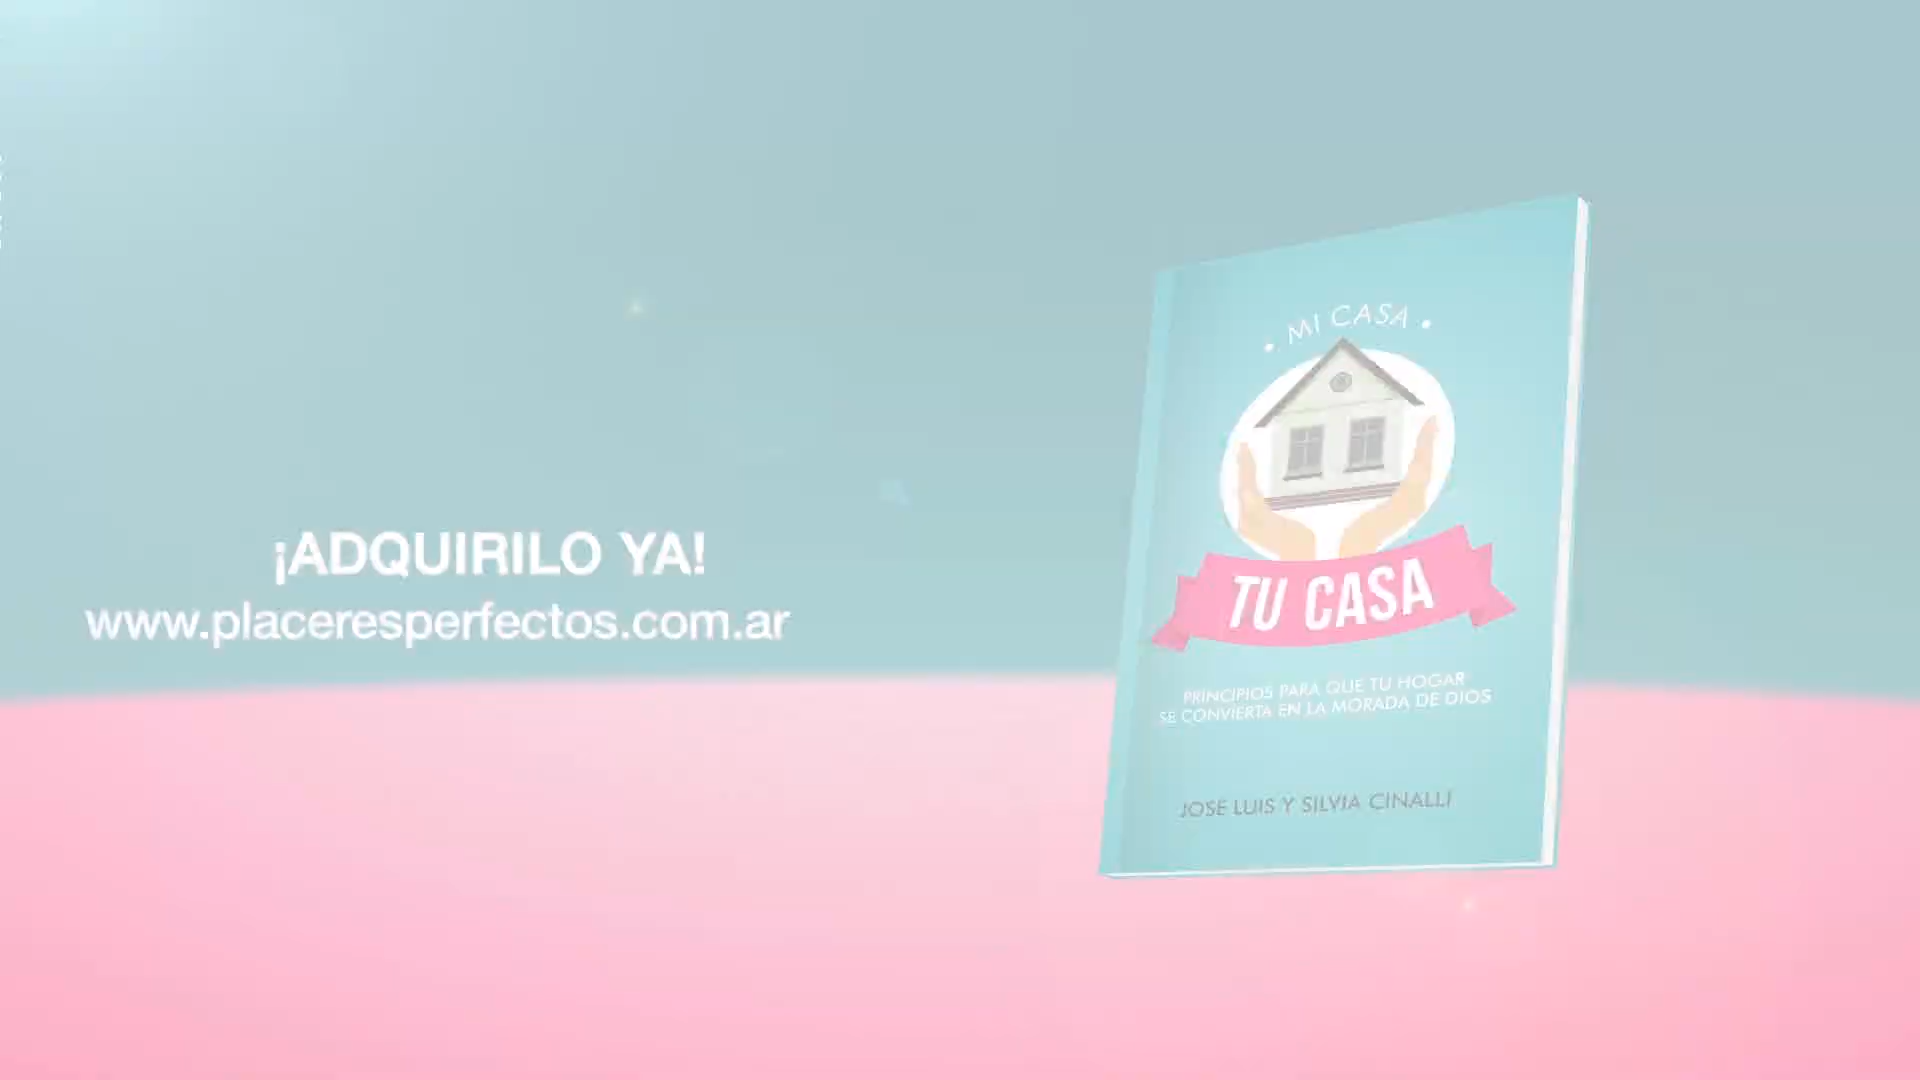 ¡ADQUIRILO YA!
www.placeresperfectos.com.ar
• MI CASA •
TU CASA
PRINCIPIOS PARA QUE TU HOGAR
SE CONVIERTA EN LA MORADA DE DIOS
JOSE LUIS Y SILVIA CINALLI